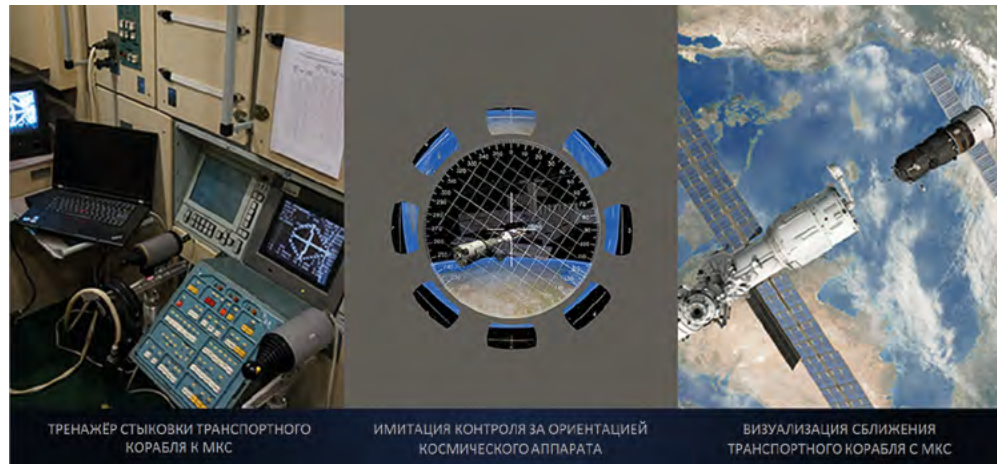 ТРЕНАЖЁР СТЫКОВКИ ТРАНСПОРТНОГО
КОРАБЛЯ К МКС
ИМИТАЦИЯ КОНТРОЛЯ ЗА ОРИЕНТАЦИЕЙ
КОСМИЧЕСКОГО АППАРАТА
ВИЗУАЛИЗАЦИЯ СБЛИЖЕНИЯ
ТРАНСПОРТНОГО КОРАБЛЯ С МКС